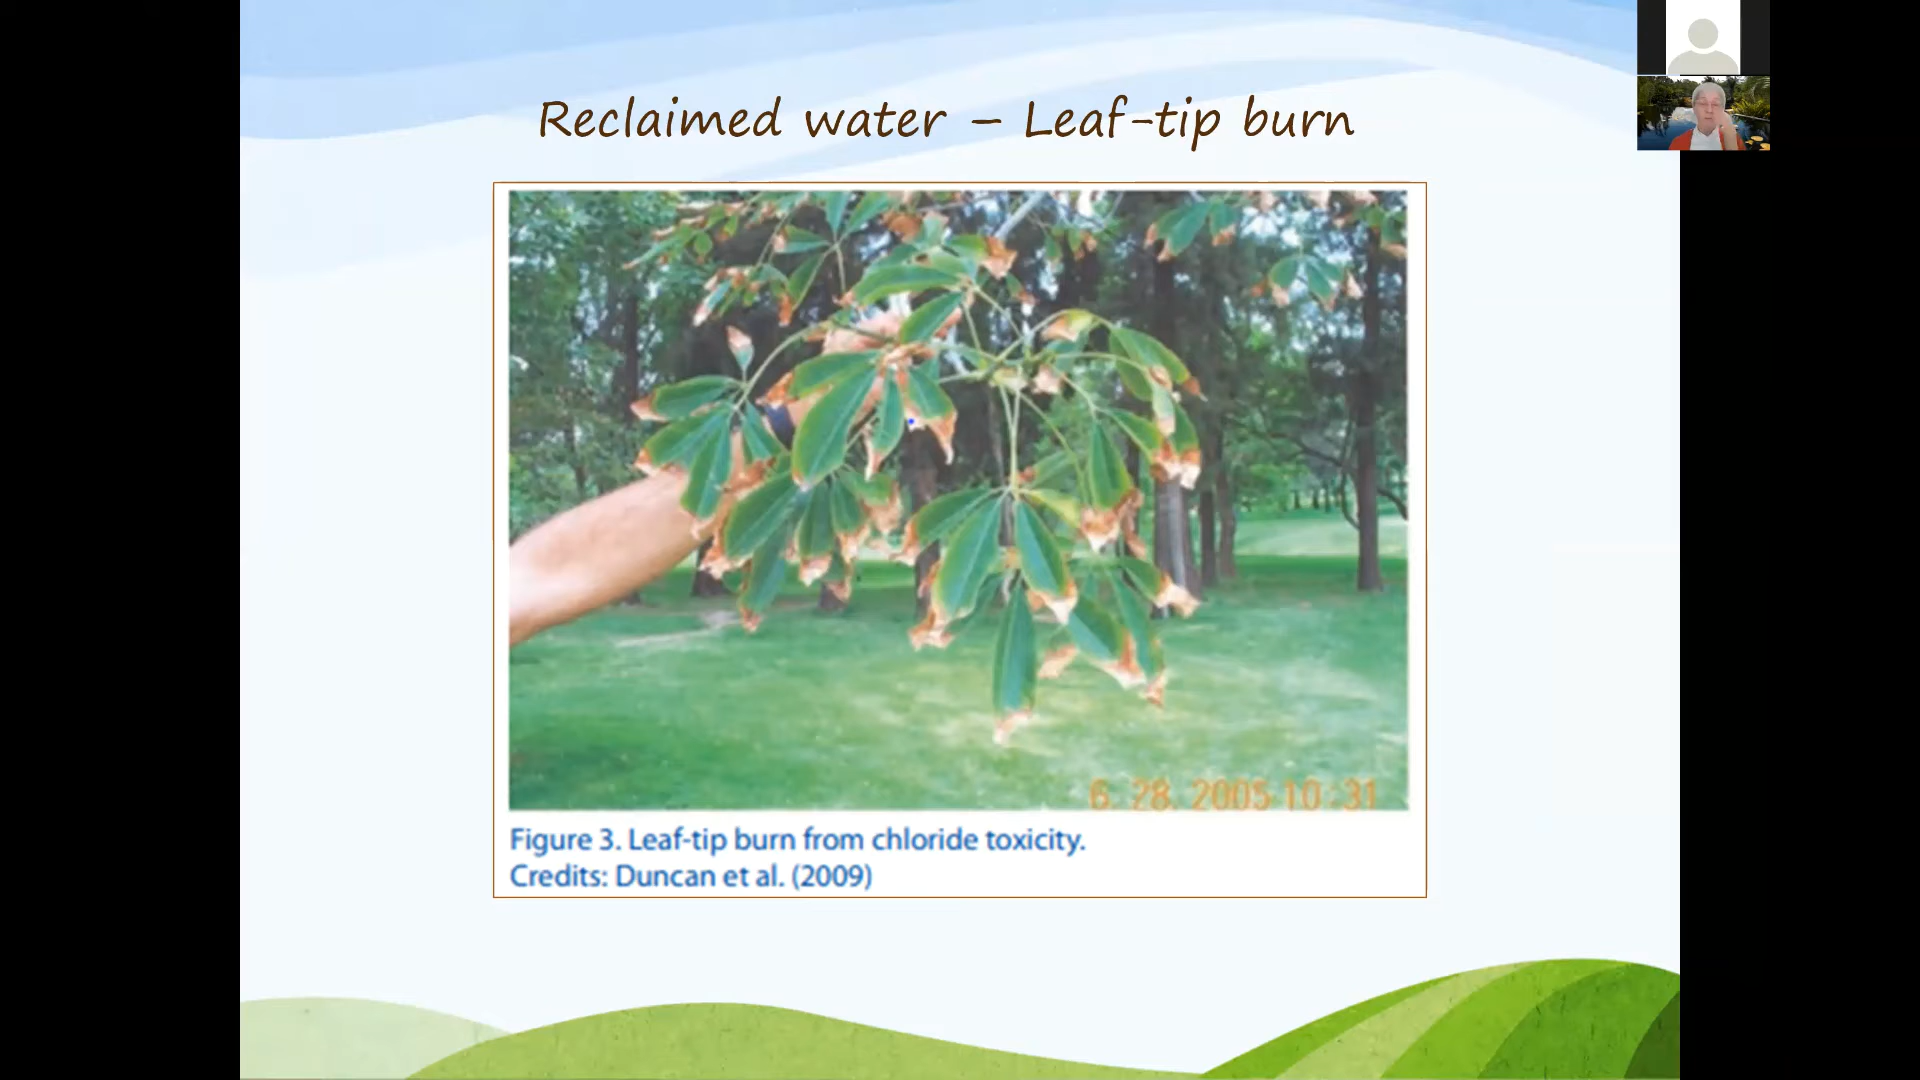 Reclaimed water – Leaf-tip burn
6. 28. 2005 10:31
Figure 3. Leaf-tip burn from chloride toxicity.
Credits: Duncan et al. (2009)